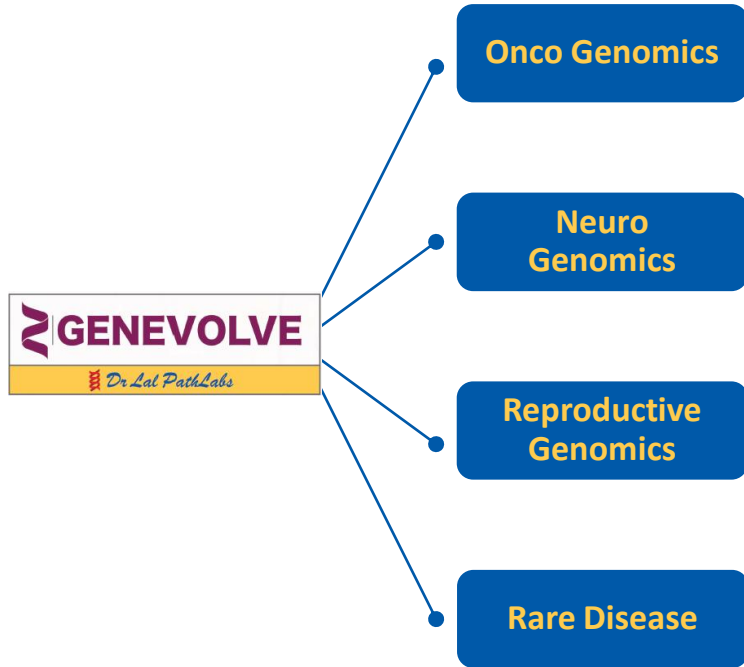 Onco Genomics
Neuro
Genomics
GENEVOLVE
Dr Lal PathLabs
Reproductive
Genomics
Rare Disease